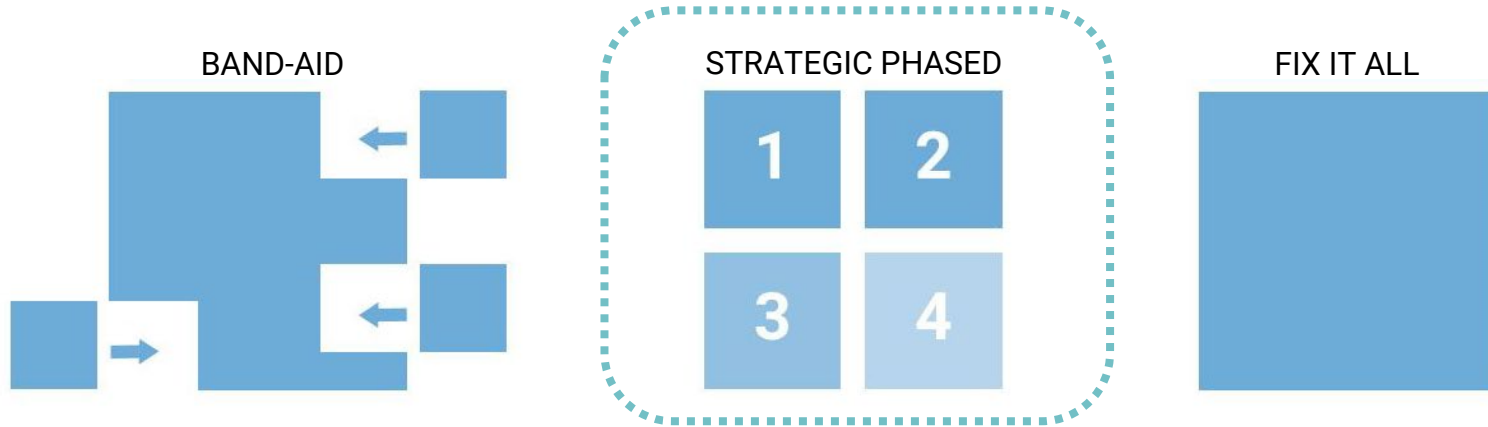 BAND-AID
STRATEGIC PHASED
FIX IT ALL
1 2
3 4